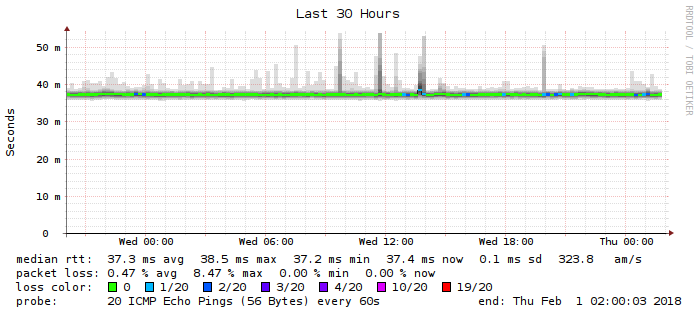 Last 30 Hours
RRDTOOL / TOBI OETIKER
Seconds
50 m
40 m
30 m
20 m
10 m
0
Wed 00:00 Wed 06:00 Wed 12:00 Wed 18:00 Thu 00:00
median rtt: 37.3 ms avg 38.5 ms max 37.2 ms min 37.4 ms now 0.1 ms sd 323.8 am/s
packet loss: 0.47 % avg 8.47 % max 0.00 % min 0.00 % now
loss color: 0 1/20 2/20 3/20 4/20 10/20 19/20
probe: 20 ICMP Echo Pings (56 Bytes) every 60s end: Thu Feb 1 02:00:03 2018